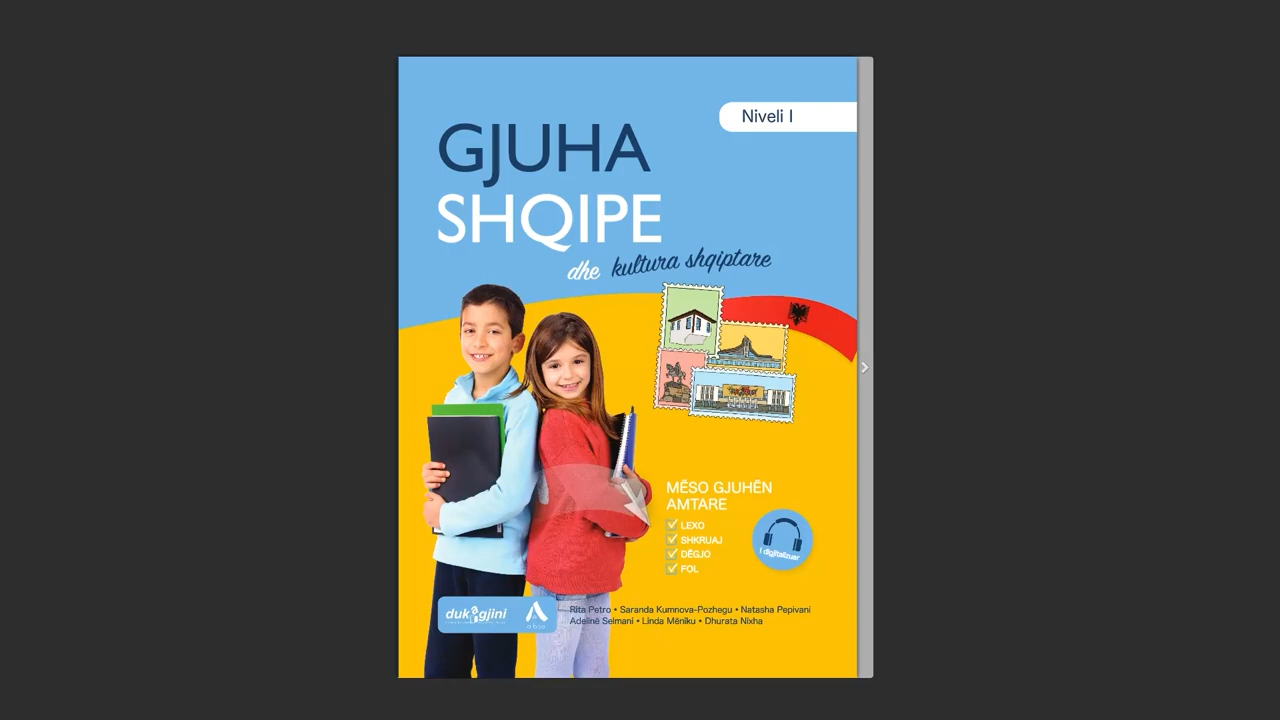 Niveli I
GJUHA
SHQIPE
dhe kultura shqiptare
MËSO GJUHËN
AMTARE
LEXO
SHKRUAJ
DËGJO
FOL
I digjitalizuar
dukagjini
Rita Petro • Saranda Kumnova-Pozhegu • Natasha Pepivani
Adelinë Selmani • Linda Mëniku • Dhurata Nixha